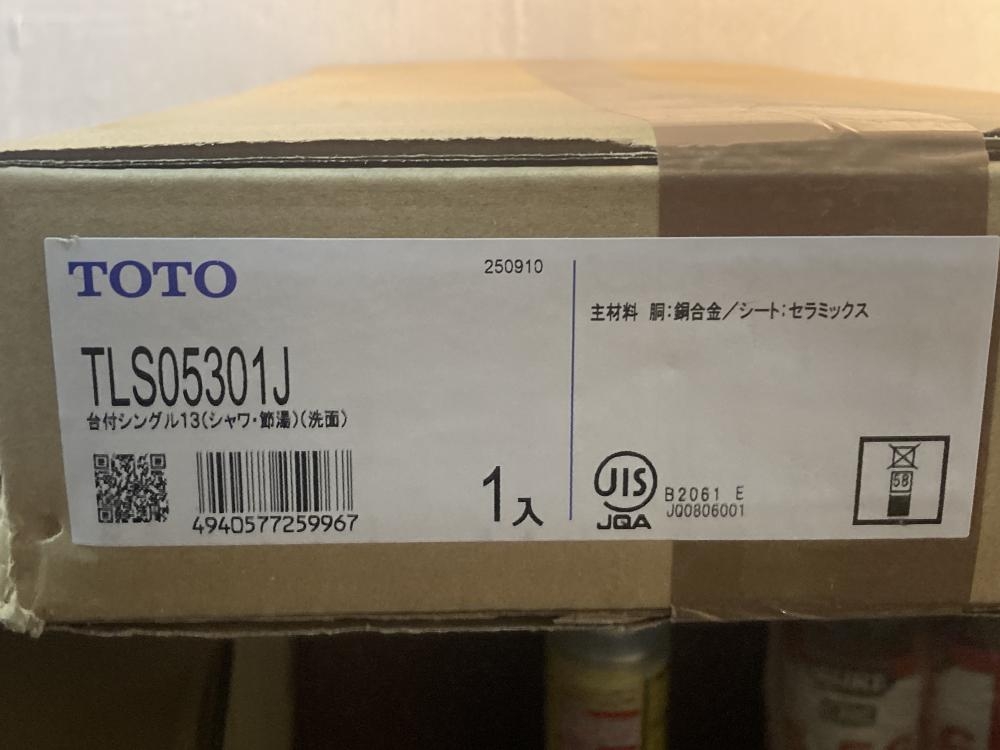 TOTO
250910
TLS05301J
台付シングル13(シャワ・節湯)(洗面)
4940577259967
1入
主材料 胴:銅合金/シート:セラミックス
JIS
JQA
B2061 E
JQ0806001
58